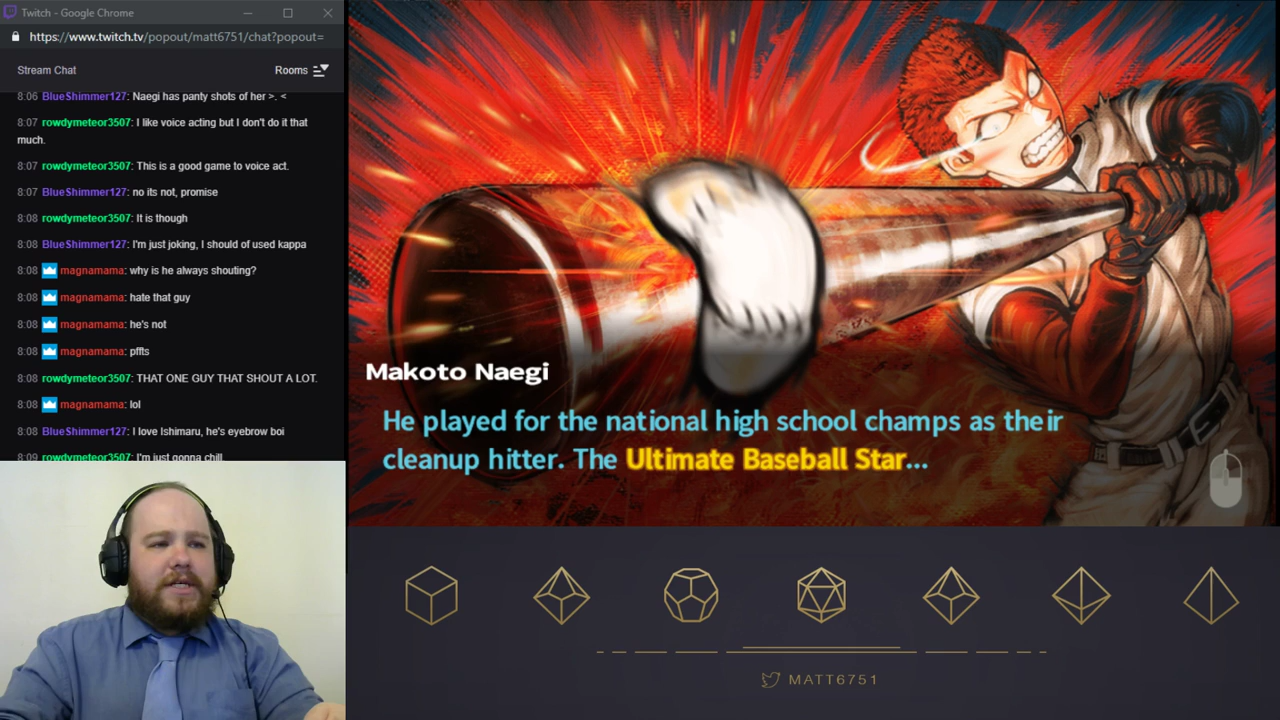 Twitch - Google Chrome
https://www.twitch.tv/popout/matt6751/chat?popout=
Stream Chat
Rooms
8:06 BlueShimmer127: Naegi has panty shots of her >. <
8:07 rowdymeteor3507: I like voice acting but I don't do it that
much.
8:07 rowdymeteor3507: This is a good game to voice act.
8:07 BlueShimmer127: no its not, promise
8:08 rowdymeteor3507: It is though
8:08 BlueShimmer127: I'm just joking, I should of used kappa
8:08 magnamama: why is he always shouting?
8:08 magnamama: hate that guy
8:08 magnamama: he's not
8:08 magnamama: pffts
8:08 rowdymeteor3507: THAT ONE GUY THAT SHOUT A LOT.
8:08 magnamama: lol
8:08 BlueShimmer127: I love Ishimaru, he's eyebrow boi
8:09 rowdymeteor3507: I'm just gonna chill.
Makoto Naegi
He played for the national high school champs as their
cleanup hitter. The Ultimate Baseball Star...
MATT6751